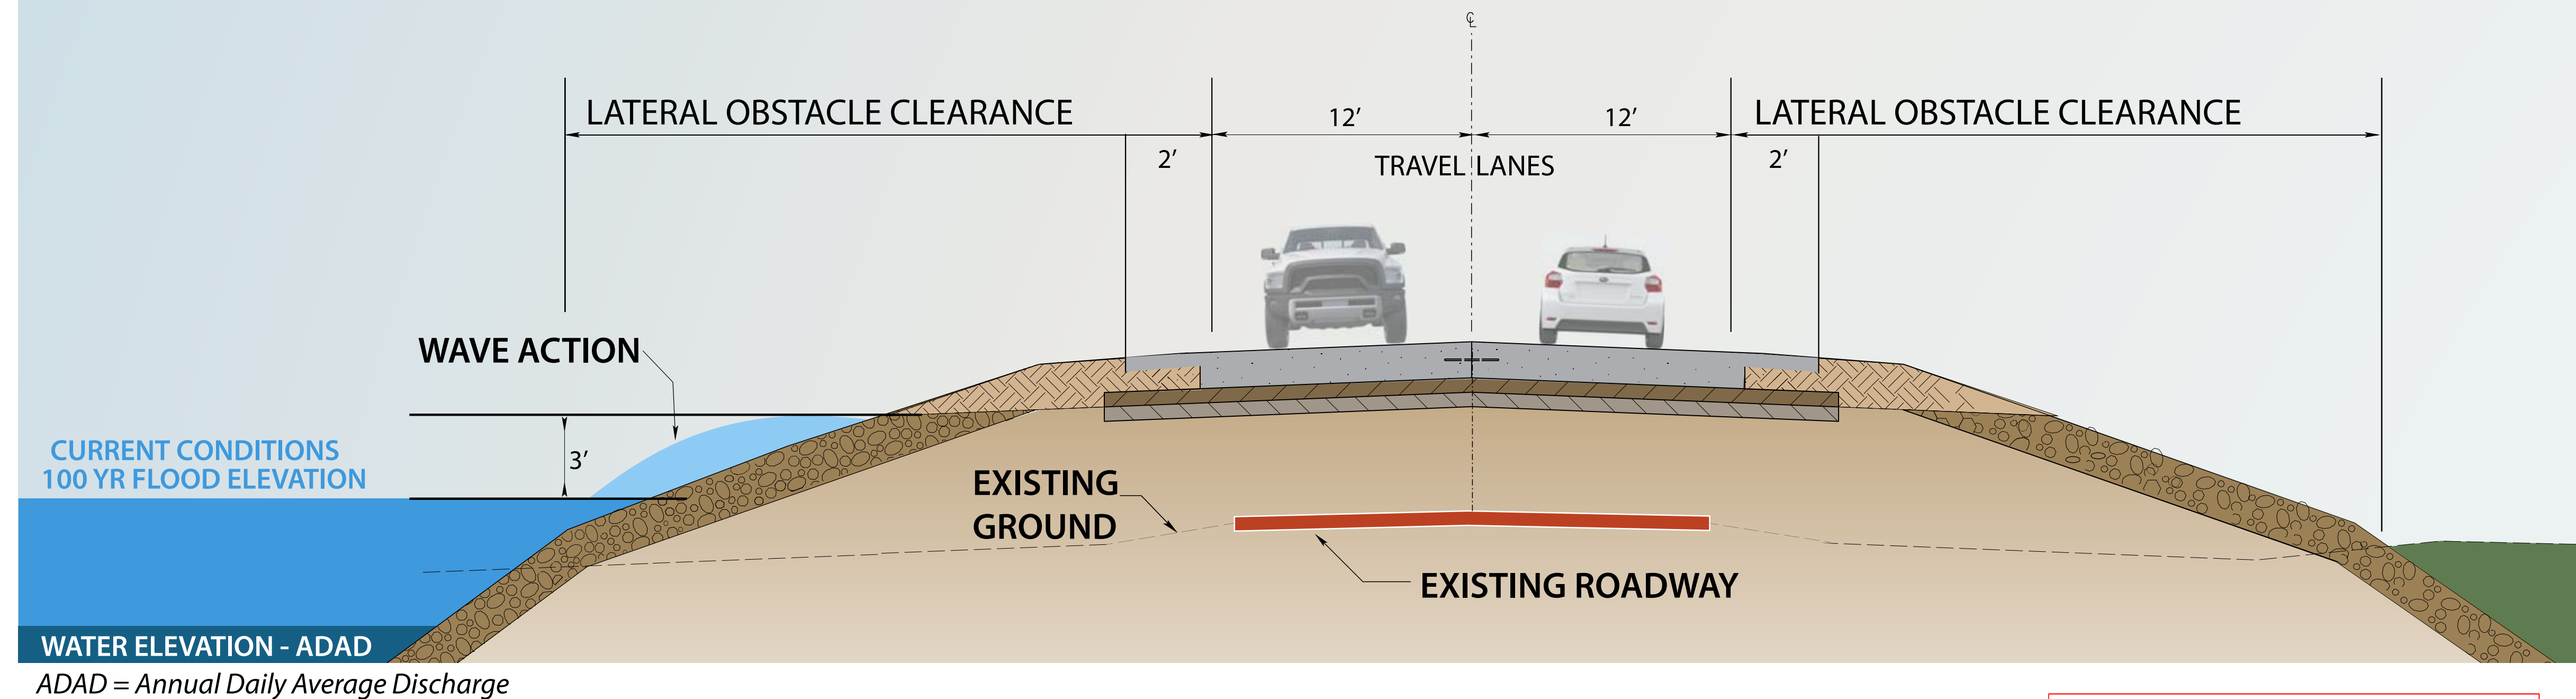 ℄
LATERAL OBSTACLE CLEARANCE
12’
12’
LATERAL OBSTACLE CLEARANCE
2’
TRAVEL LANES
2’
WAVE ACTION
3’
CURRENT CONDITIONS
100 YR FLOOD ELEVATION
EXISTING
GROUND
EXISTING ROADWAY
WATER ELEVATION - ADAD
ADAD = Annual Daily Average Discharge